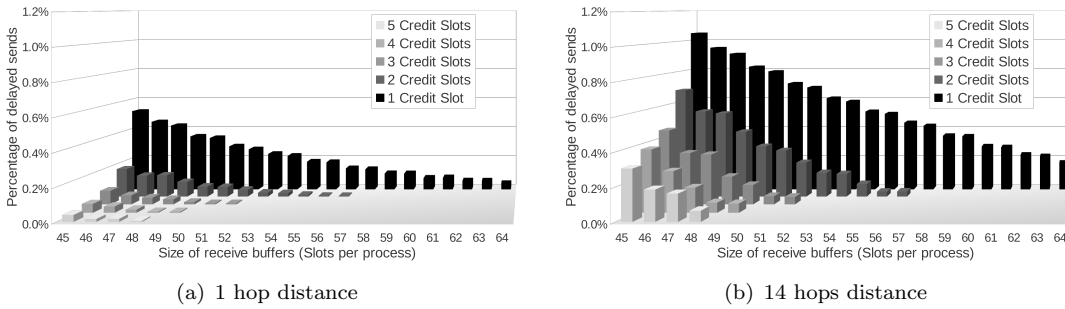 1.2%
1.0%
0.8%
0.6%
0.4%
0.2%
0.0%
Percentage of delayed sends
5 Credit Slots
4 Credit Slots
3 Credit Slots
2 Credit Slots
1 Credit Slot
45 46 47 48 49 50 51 52 53 54 55 56 57 58 59 60 61 62 63 64
Size of receive buffers (Slots per process)
(a) 1 hop distance
1.2%
1.0%
0.8%
0.6%
0.4%
0.2%
0.0%
Percentage of delayed sends
5 Credit Slots
4 Credit Slots
3 Credit Slots
2 Credit Slots
1 Credit Slot
45 46 47 48 49 50 51 52 53 54 55 56 57 58 59 60 61 62 63 64
Size of receive buffers (Slots per process)
(b) 14 hops distance